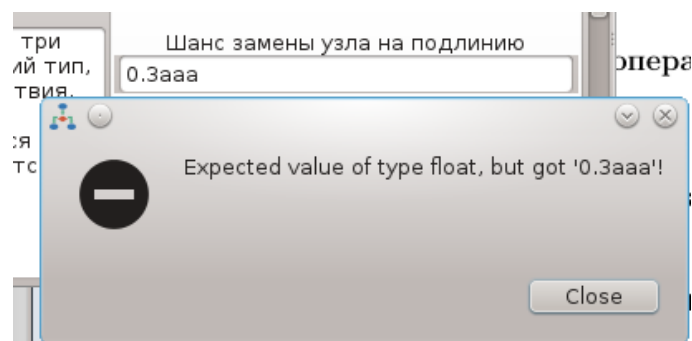 три
Шанс замены узла на подлинию
ий тип,
0.3aaa
твия.
опера
Expected value of type float, but got '0.3aaa'!
Close